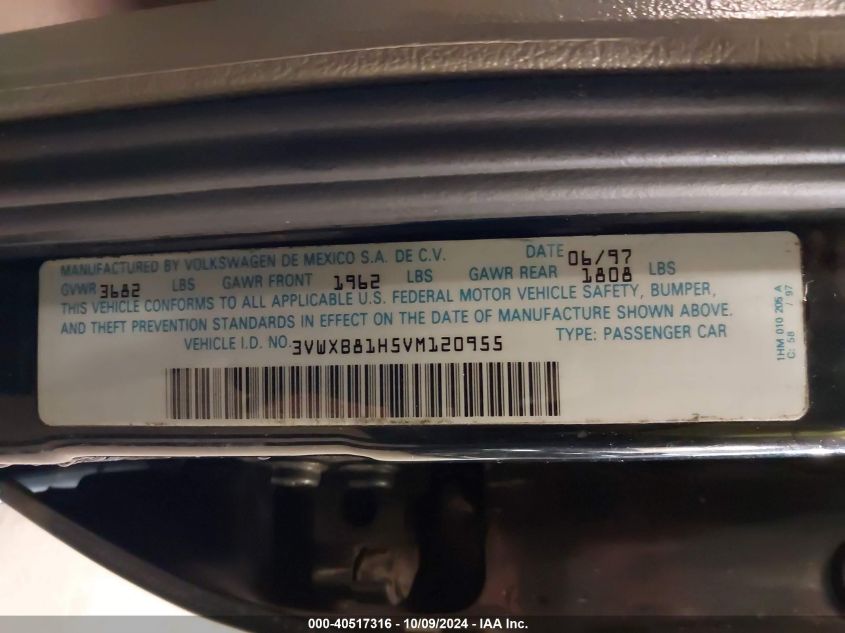 MANUFACTURED BY VOLKSWAGEN DE MEXICO S.A. DE C.V. DATE 06/97
GVWR 3682 LBS GAWR FRONT 1962 LBS GAWR REAR 1808 LBS
THIS VEHICLE CONFORMS TO ALL APPLICABLE U.S. FEDERAL MOTOR VEHICLE SAFETY, BUMPER,
AND THEFT PREVENTION STANDARDS IN EFFECT ON THE DATE OF MANUFACTURE SHOWN ABOVE.
VEHICLE I.D. NO. 3VWXB81H5VM120955 TYPE: PASSENGER CAR
1HM 010 205 A
C: 58 / 97
000-40517316 - 10/09/2024 - IAA Inc.